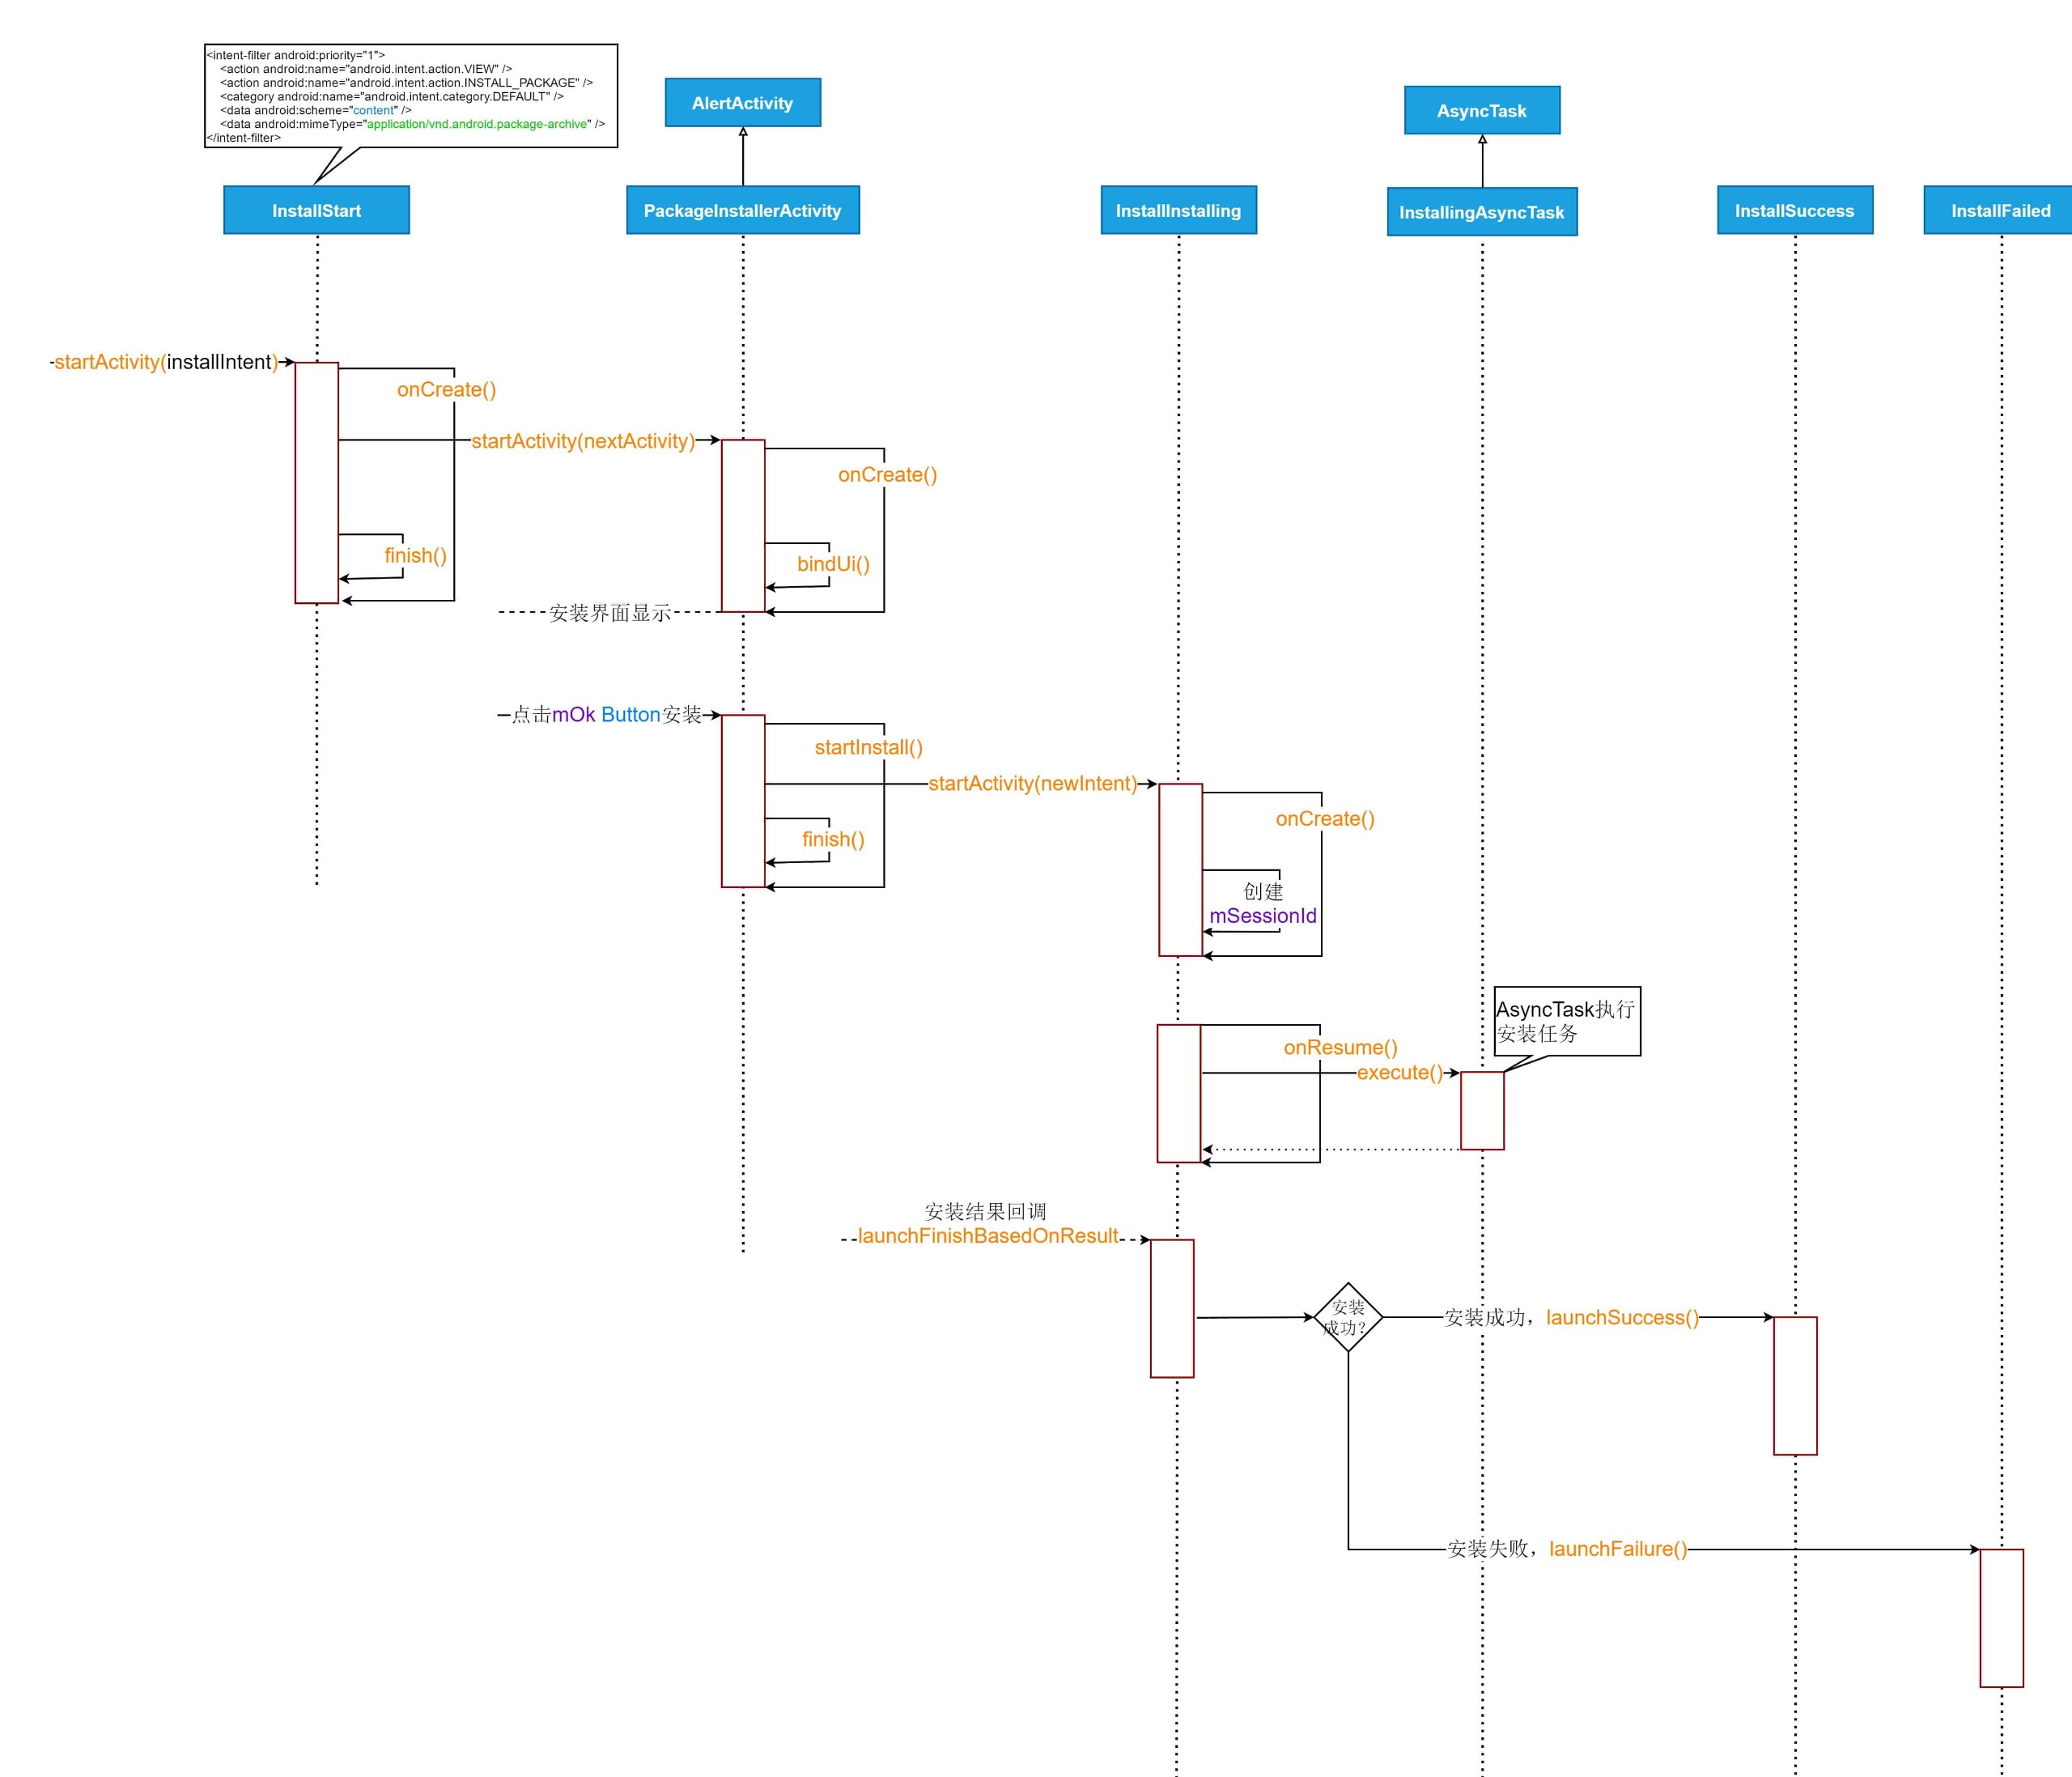 <intent-filter android:priority="1">
<action android:name="android.intent.action.VIEW" />
<action android:name="android.intent.action.INSTALL_PACKAGE" />
<category android:name="android.intent.category.DEFAULT" />
<data android:scheme="content" />
<data android:mimeType="application/vnd.android.package-archive" />
</intent-filter>
AlertActivity
AsyncTask
InstallStart
PackageInstallerActivity
InstallInstalling
InstallingAsyncTask
InstallSuccess
InstallFailed
startActivity(installIntent)
onCreate()
startActivity(nextActivity)
onCreate()
finish()
bindUi()
安装界面显示
点击mOk Button安装
startInstall()
startActivity(newIntent)
onCreate()
finish()
创建
mSessionId
AsyncTask执行
安装任务
onResume()
execute()
安装结果回调
launchFinishBasedOnResult
安装
成功?
安装成功，launchSuccess()
安装失败，launchFailure()